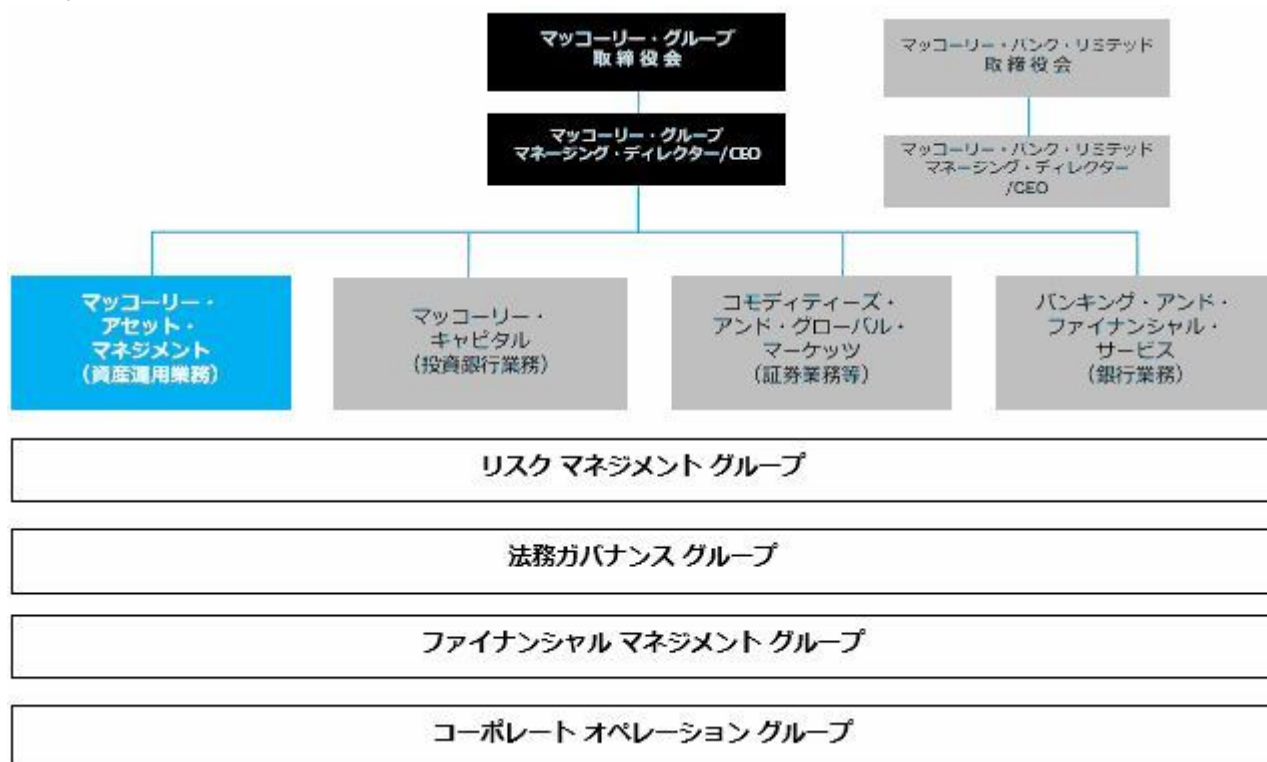 マッコーリー・グループ
取締役会
マッコーリー・バンク・リミテッド
取締役会
マッコーリー・グループ
マネージング・ディレクター/CEO
マッコーリー・バンク・リミテッド
マネージング・ディレクター
/CEO
マッコーリー・
アセット・
マネジメント
(資産運用業務)
マッコーリー・
キャピタル
(投資銀行業務)
コモディティーズ・
アンド・グローバル・
マーケッツ
(証券業務等)
バンキング・アンド・
ファイナンシャル・
サービス
(銀行業務)
リスク マネジメント グループ
法務ガバナンス グループ
ファイナンシャル マネジメント グループ
コーポレート オペレーション グループ